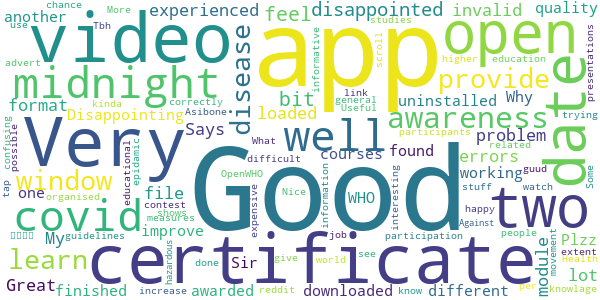 chance
use
Tbh
More
experienced
disappointed
studies
invalid
quality
another
feel
advert
video
app
open
midnight
disease
informative
scroll
higher
education
presentations
provide
date
kinda
format
correctly
bit
link
general
Useful
uninstalled
Why
Disappointing
loaded
awareness
Asibone
Says
Very
well
participants
problem
trying
confusing
possible
What
courses
found
errors
related
one
window
educational
epidemic
file
difficult
interesting
working
guud
Some
tap
organised
contest
OpenWHO
Nice
WHO
stuff
watch
Good
two
covid
shows
measures
information
happy
Against
My
guidelines
improve
expensive
job
participation
people
module
movement
Plzz
extent
Health
learn
certificate
hazardous
done
Sir
give
world
see
different
lot
per
knowlage
Great
finished
increase
awarded
reddit
downloaded
know